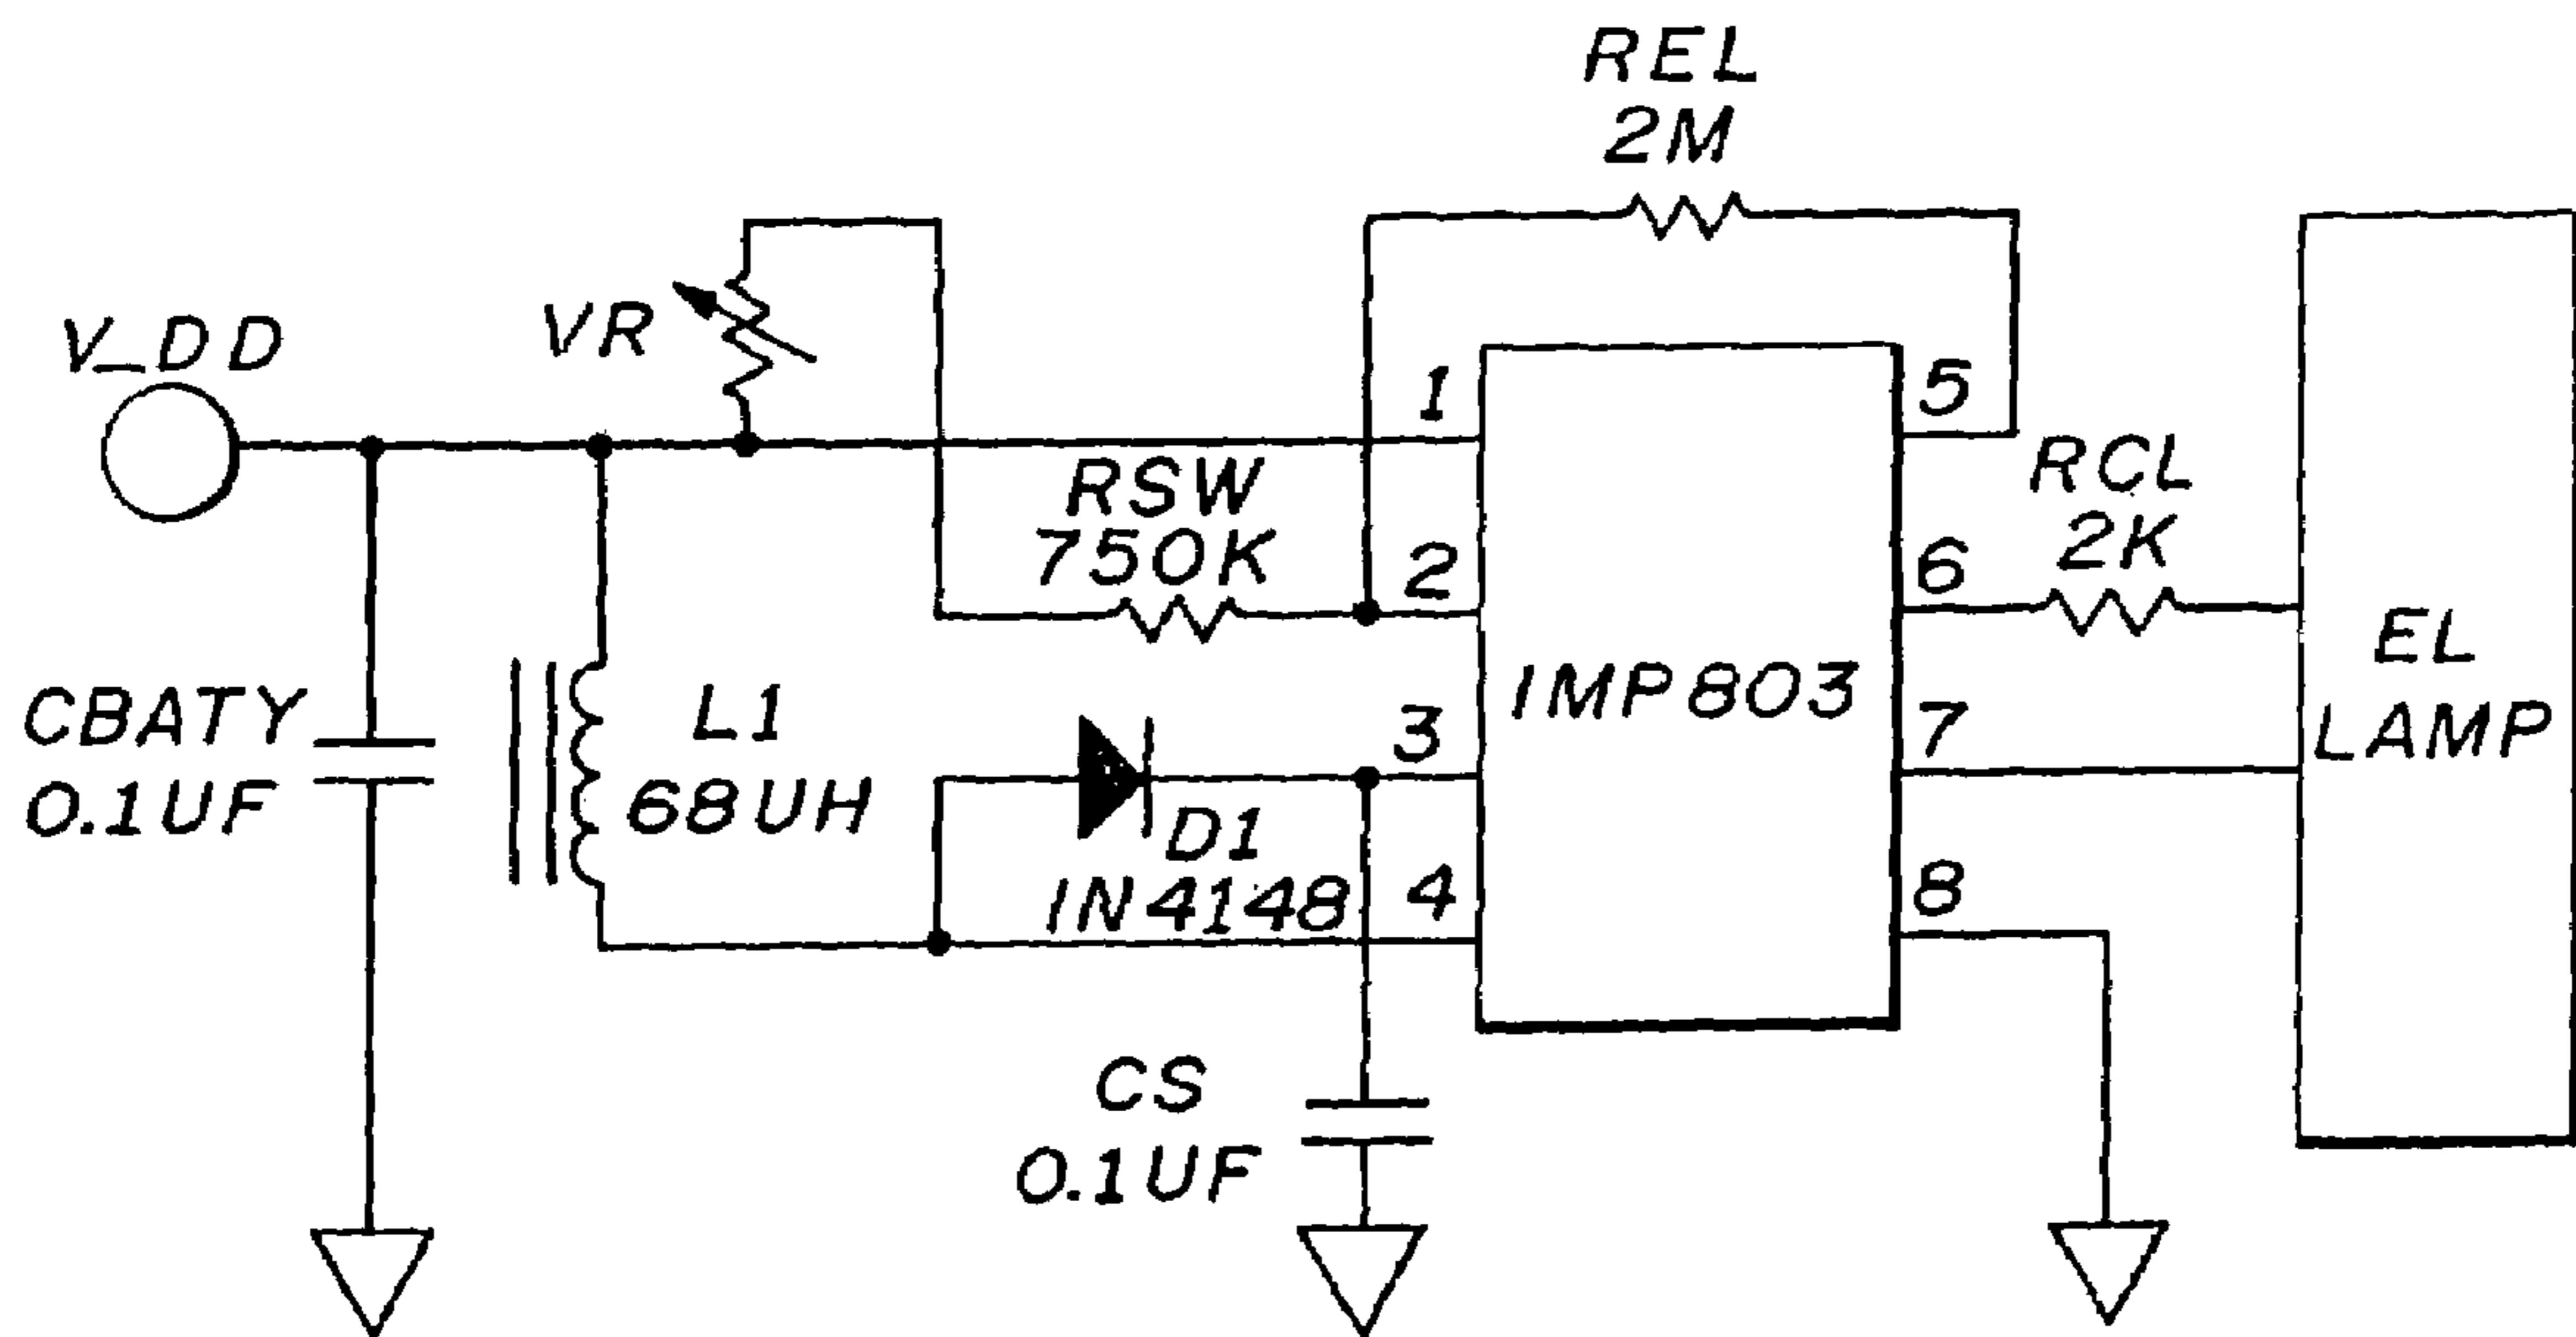 REL
2M
V_DD
VR
1
5
RSW
750K
RCL
2K
2
6
CBATY
0.1UF
L1
68UH
3
IMP803
7
EL
LAMP
D1
IN4148
4
8
CS
0.1UF